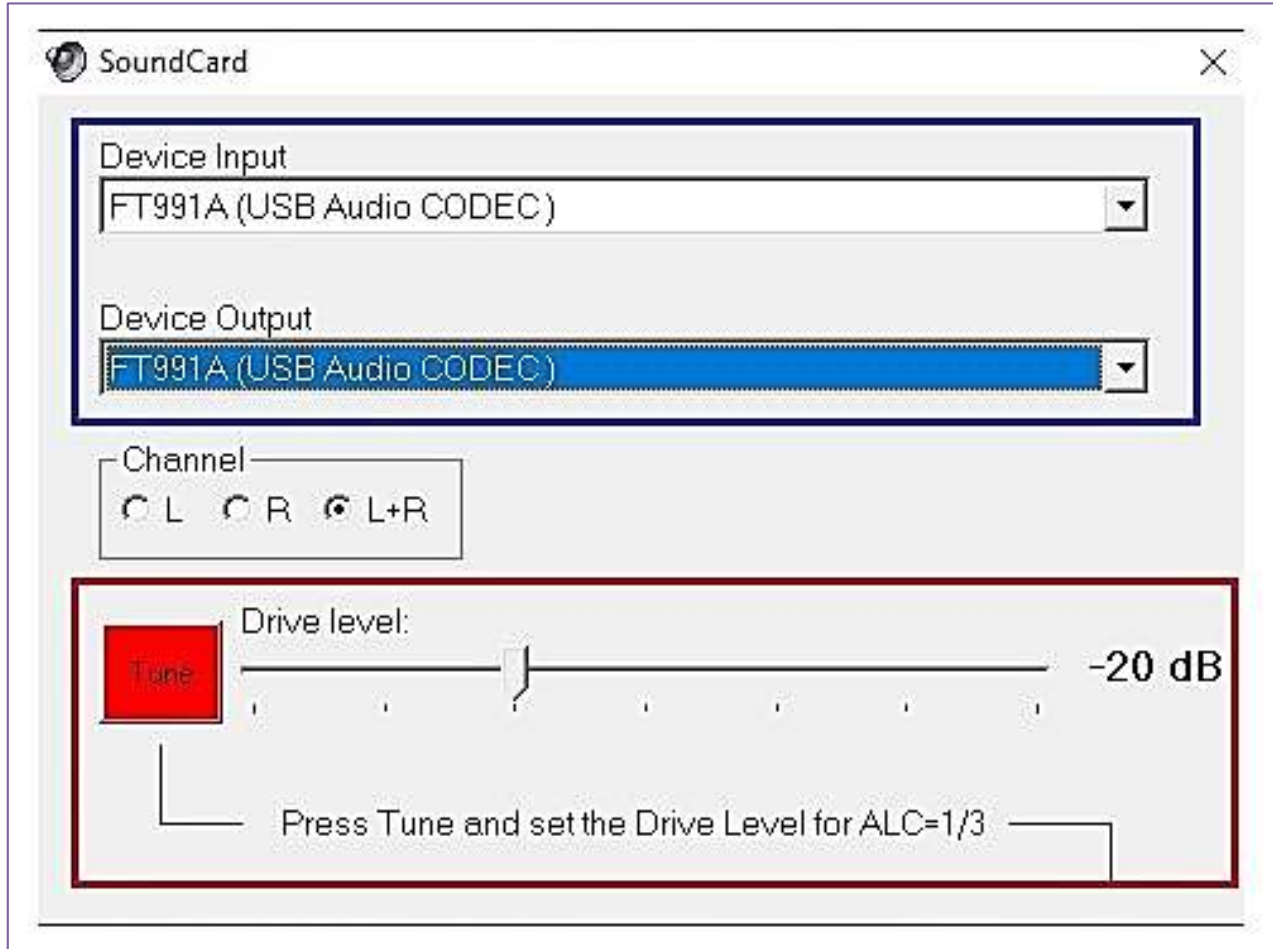 SoundCard
Device Input
FT991A (USB Audio CODEC)
Device Output
FT991A (USB Audio CODEC)
Channel
L R L+R
Drive level:
Tune
-20 dB
Press Tune and set the Drive Level for ALC=1/3